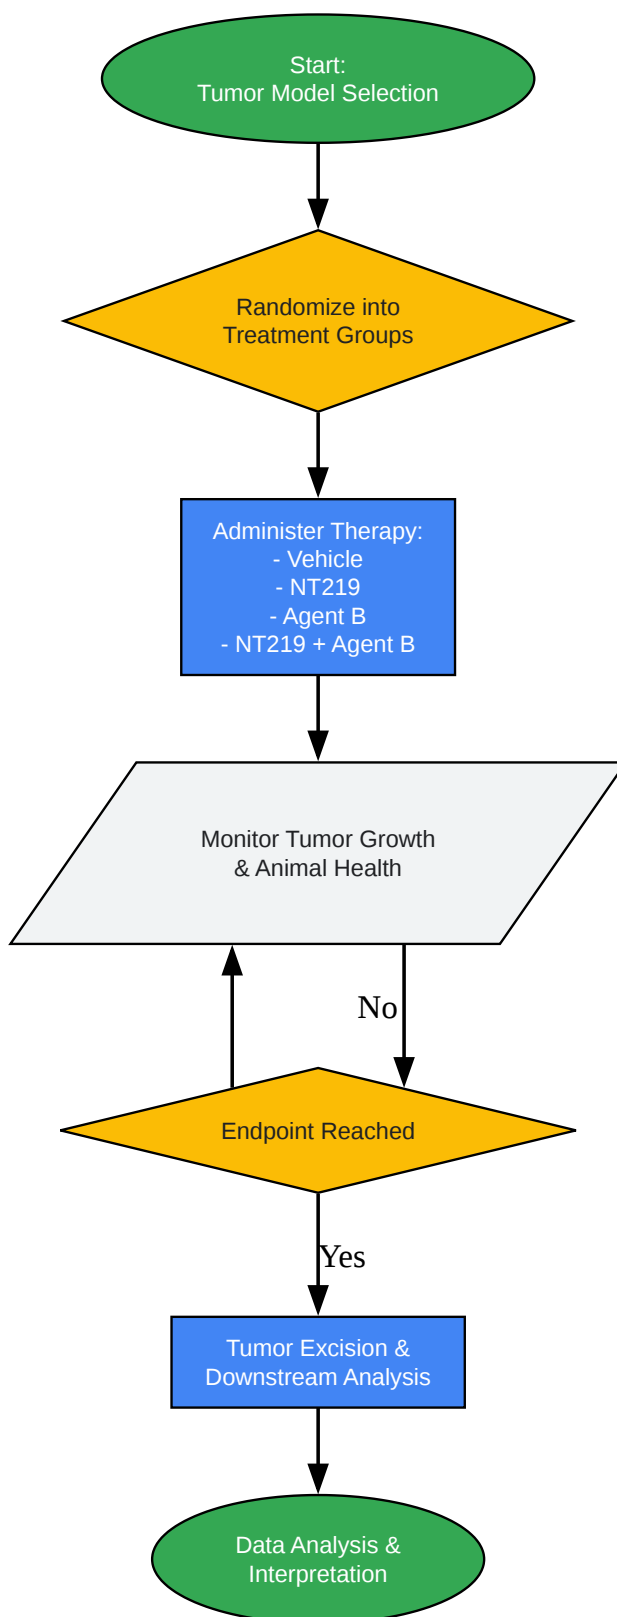 Start:
Tumor Model Selection
Randomize into
Treatment Groups
Administer Therapy:
- Vehicle
- NT219
- Agent B
- NT219 + Agent B
Monitor Tumor Growth
& Animal Health
No
Endpoint Reached
Yes
Tumor Excision &
Downstream Analysis
Data Analysis &
Interpretation